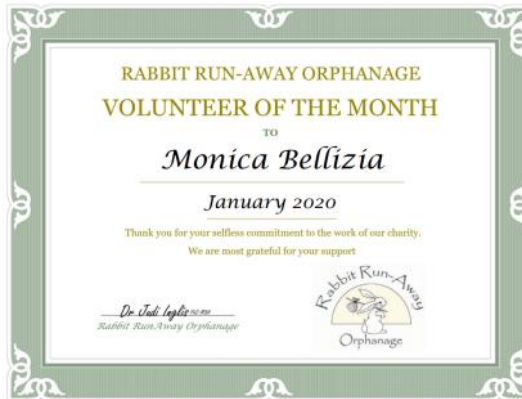 RABBIT RUN-AWAY ORPHANAGE
VOLUNTEER OF THE MONTH
TO
Monica Bellizia
January 2020
Thank you for your selfless commitment to the work of our charity.
We are most grateful for your support
Dr. Judi Inglis
Rabbit Run Away Orphanage
Rabbit Run-Away
Orphanage